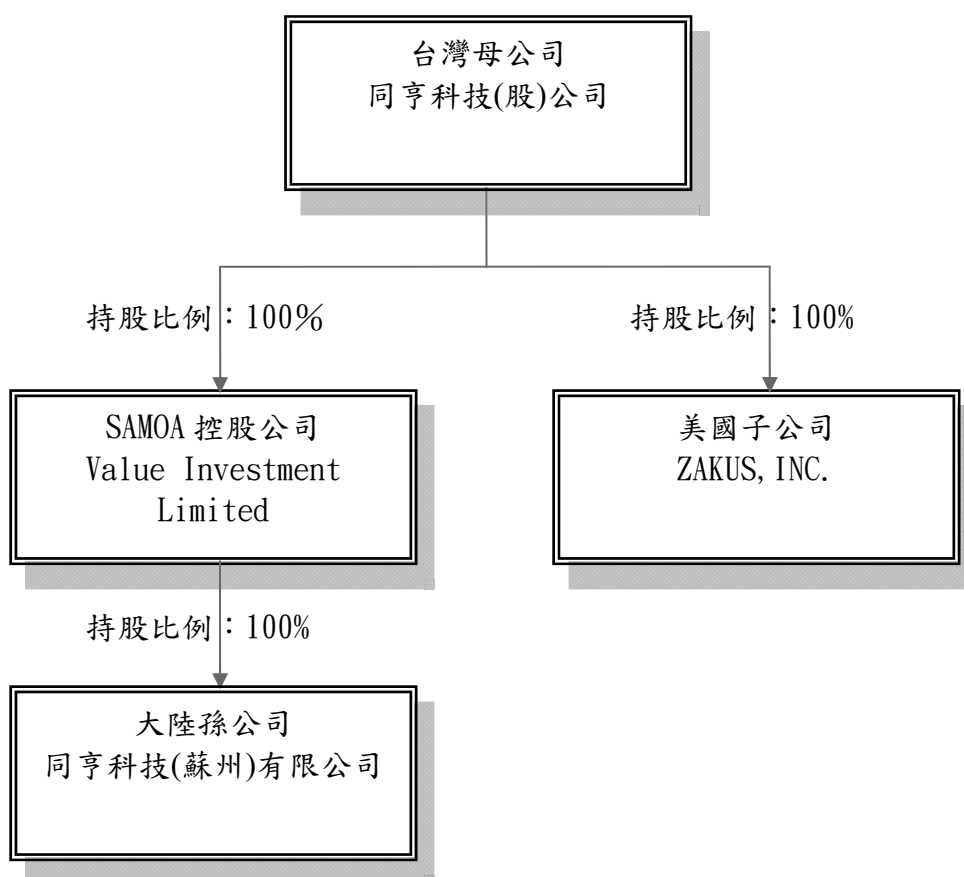 台灣母公司
同亨科技(股)公司
持股比例：100％
持股比例：100%
SAMOA 控股公司
Value Investment
Limited
美國子公司
ZAKUS, INC.
持股比例：100%
大陸孫公司
同亨科技(蘇州)有限公司